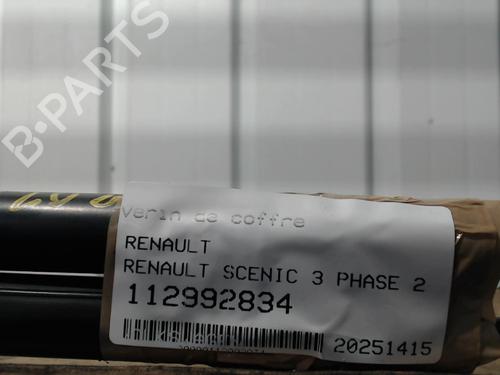 B-PARTS
Verin de coffre
RENAULT
RENAULT SCENIC 3 PHASE 2
112992834
20251415